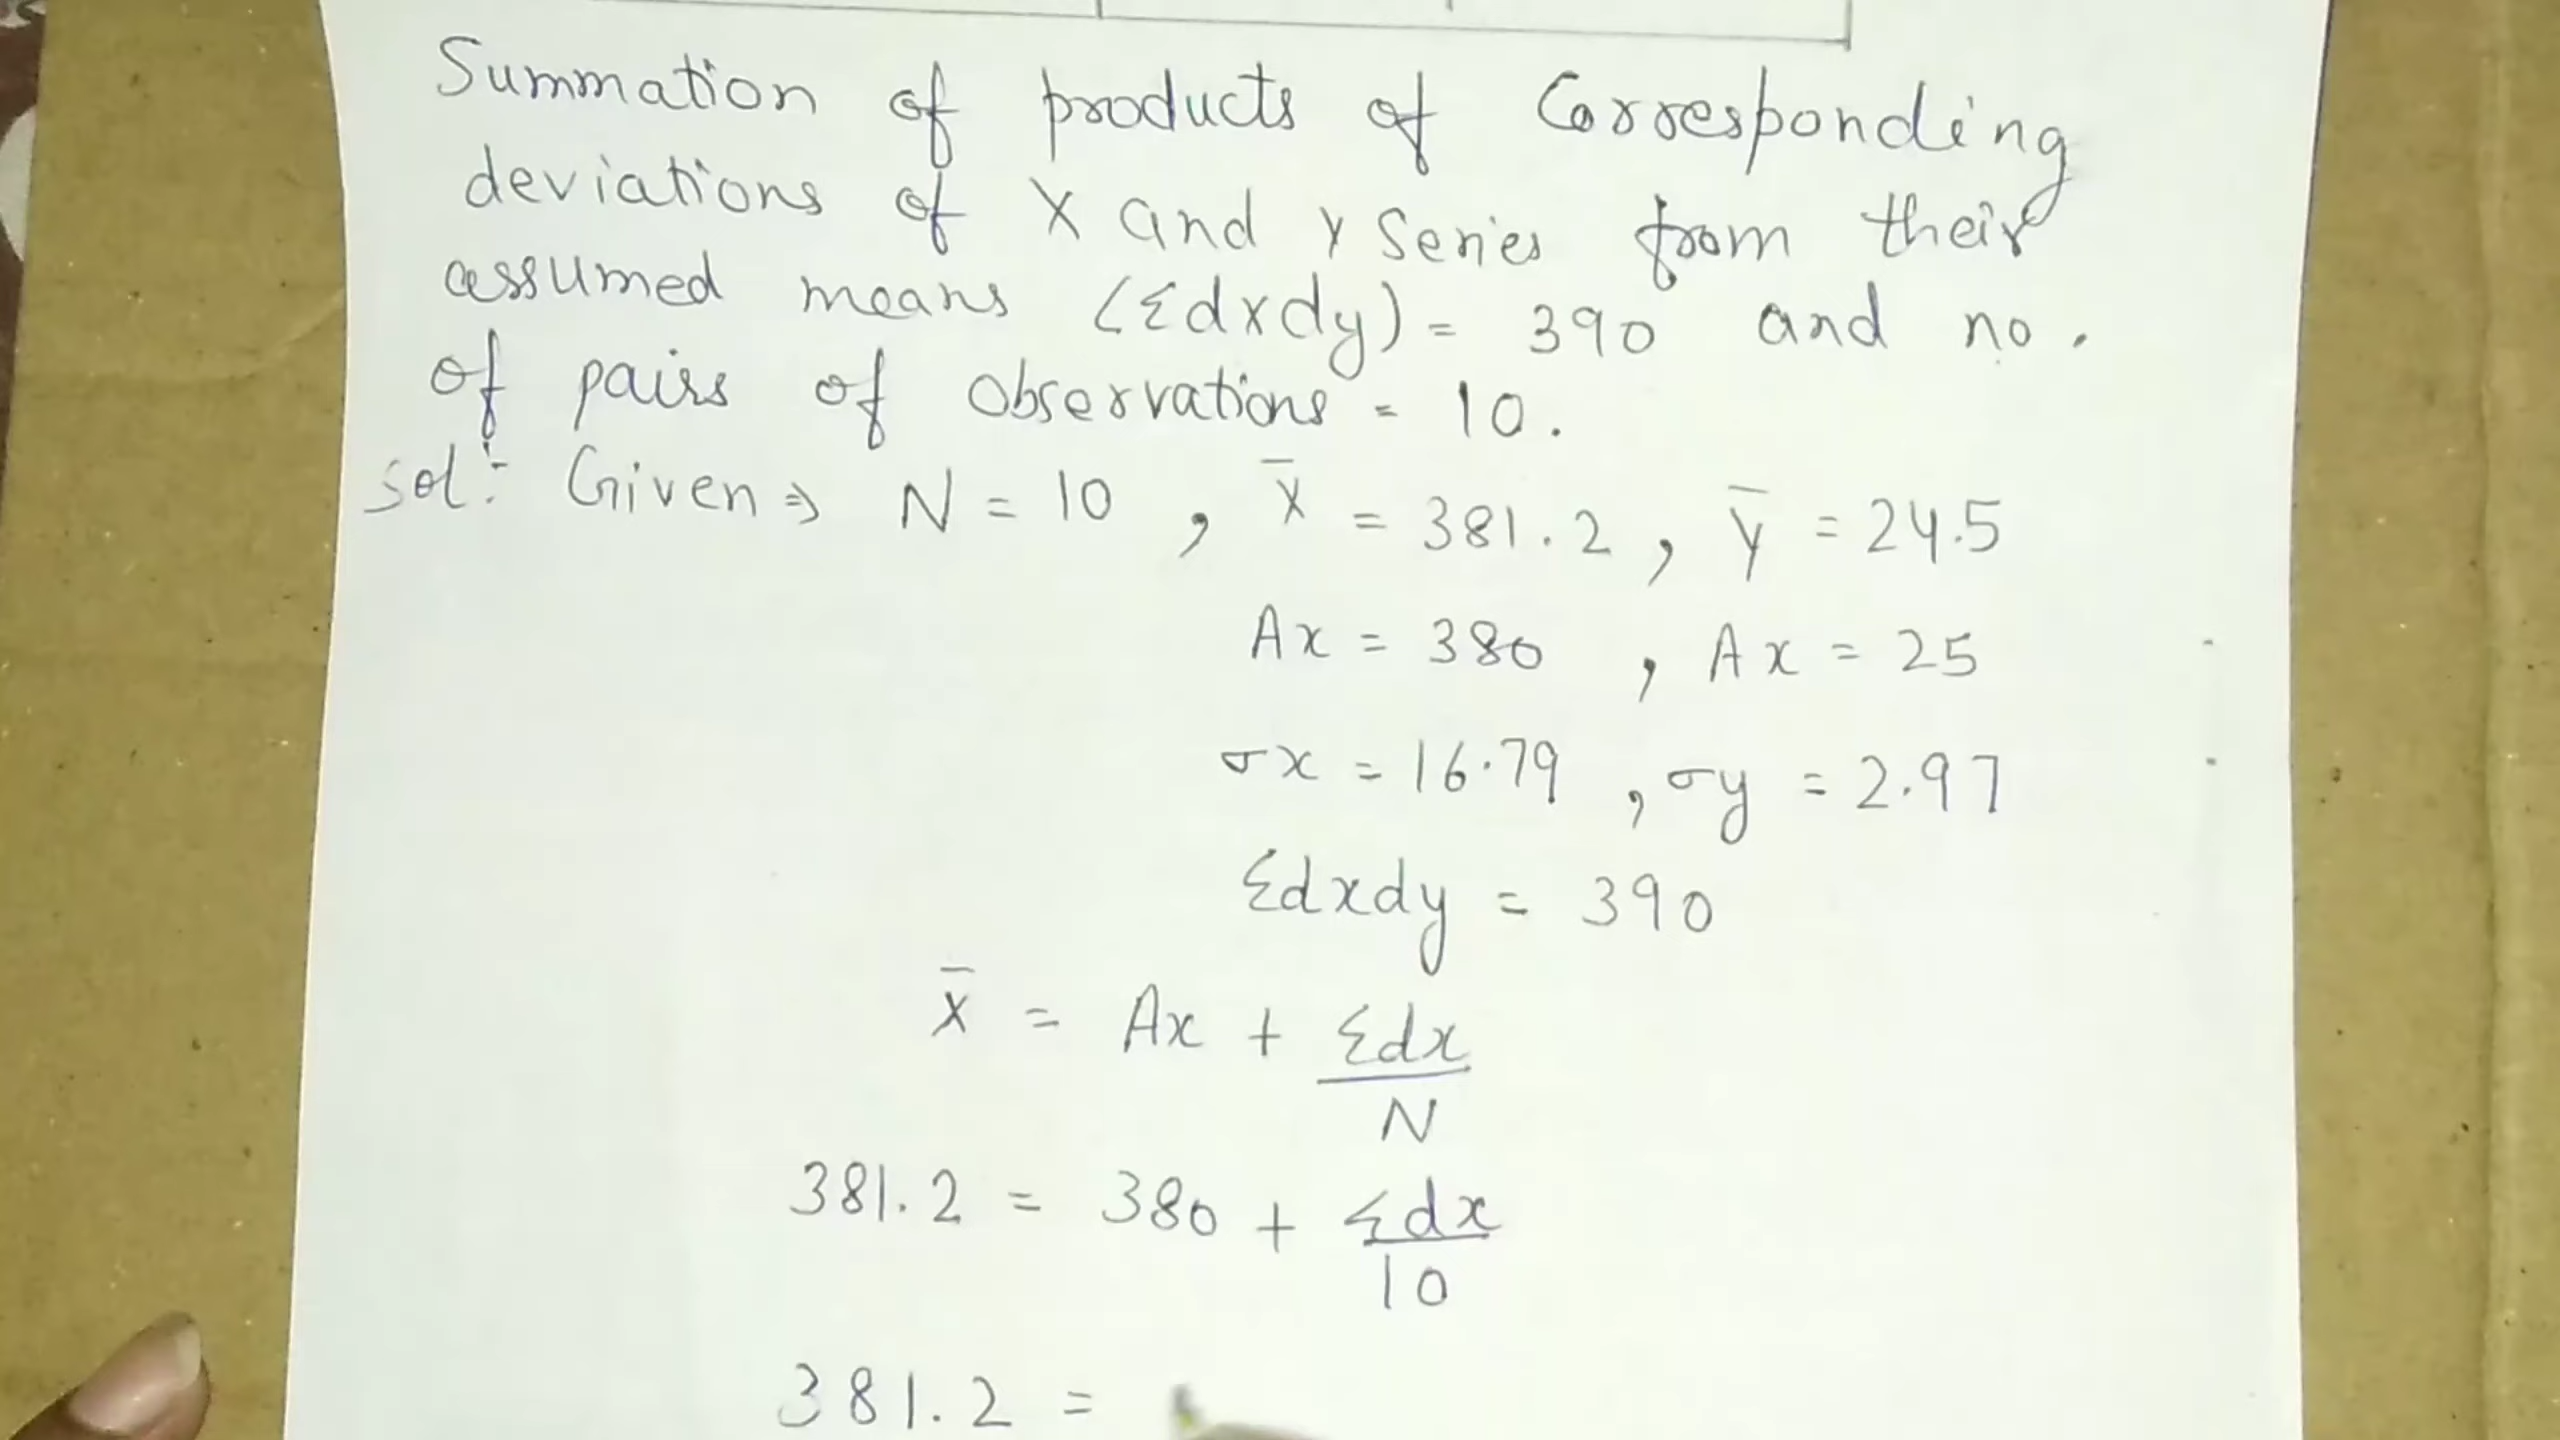 Summation of products of Corresponding
deviations of X and Y Series from their
assumed means (Σdxdy) = 390 and no.
of pairs of observations = 10.
sol:- Given ⇒ N = 10 , X̅ = 381.2 , Y̅ = 24.5
Ax = 380 , Ax = 25
σx = 16.79 , σy = 2.97
Σdxdy = 390
X̅ = Ax + Σdx
N
381.2 = 380 + Σdx
10
381.2 =